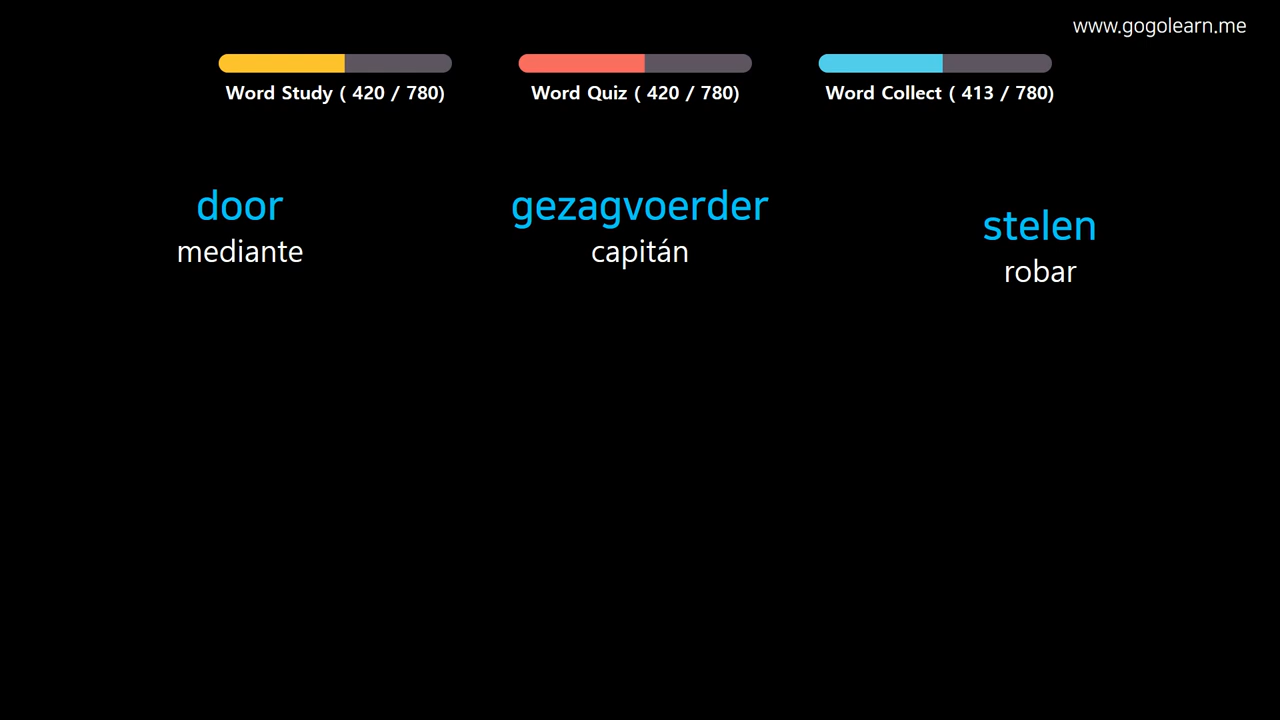 www.gogolearn.me
Word Study ( 420 / 780)
Word Quiz ( 420 / 780)
Word Collect ( 413 / 780)
door
mediante
gezagvoerder
capitán
stelen
robar